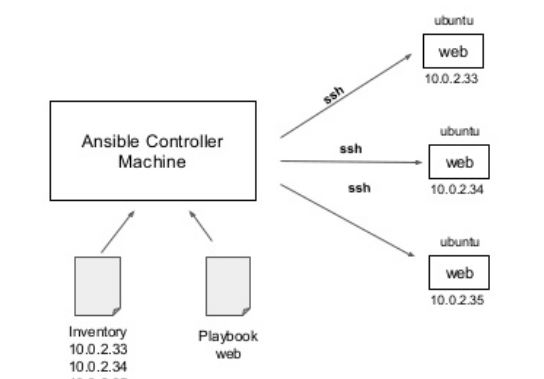 ubuntu
web
10.0.2.33
ssh
Ansible Controller
Machine
ssh
ubuntu
web
10.0.2.34
ssh
ubuntu
web
10.0.2.35
Inventory
10.0.2.33
10.0.2.34
Playbook
web